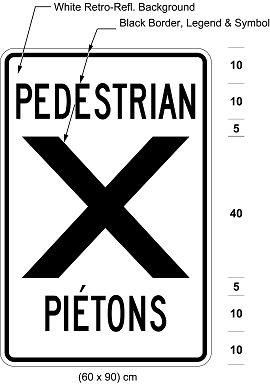 White Retro-Refl. Background
Black Border, Legend & Symbol
10
PEDESTRIAN
10
5
X
40
5
PIÉTONS
10
10
(60 x 90) cm